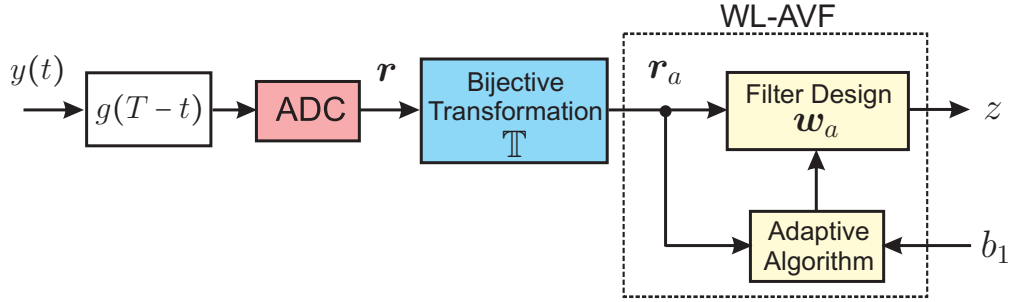 WL-AVF
y(t)
g(T − t)
ADC
r
Bijective
Transformation
𝕋
r_a
Filter Design
w_a
z
Adaptive
Algorithm
b_1